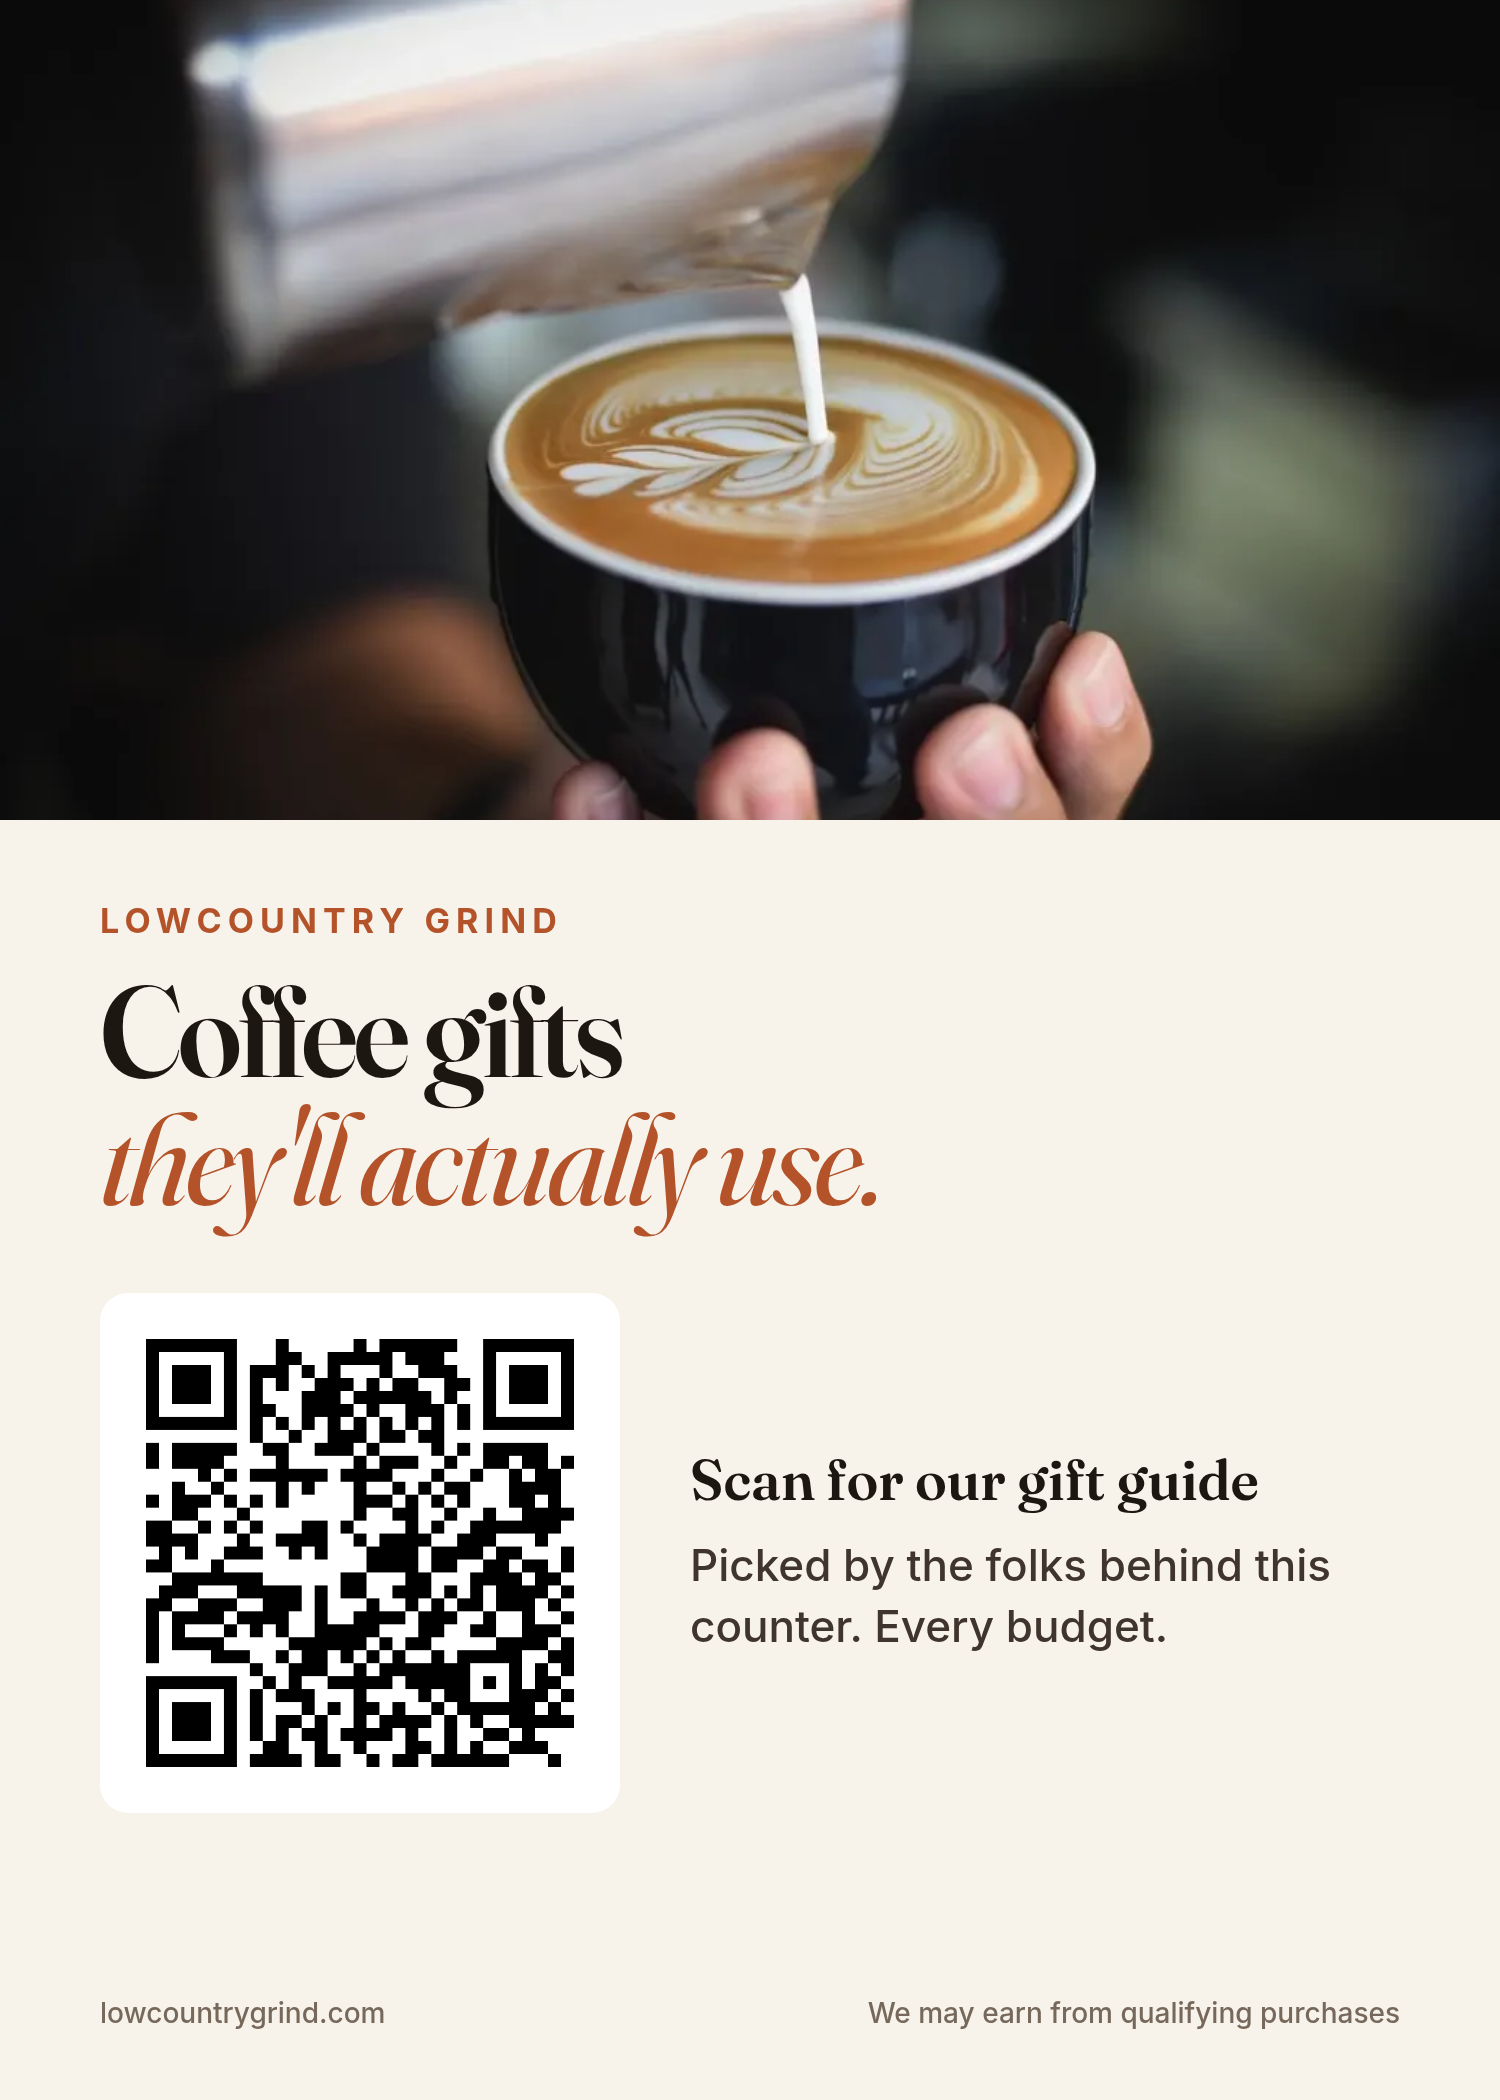 LOWCOUNTRY GRIND
Coffee gifts
they'll actually use.
Scan for our gift guide
Picked by the folks behind this
counter. Every budget.
lowcountrygrind.com
We may earn from qualifying purchases